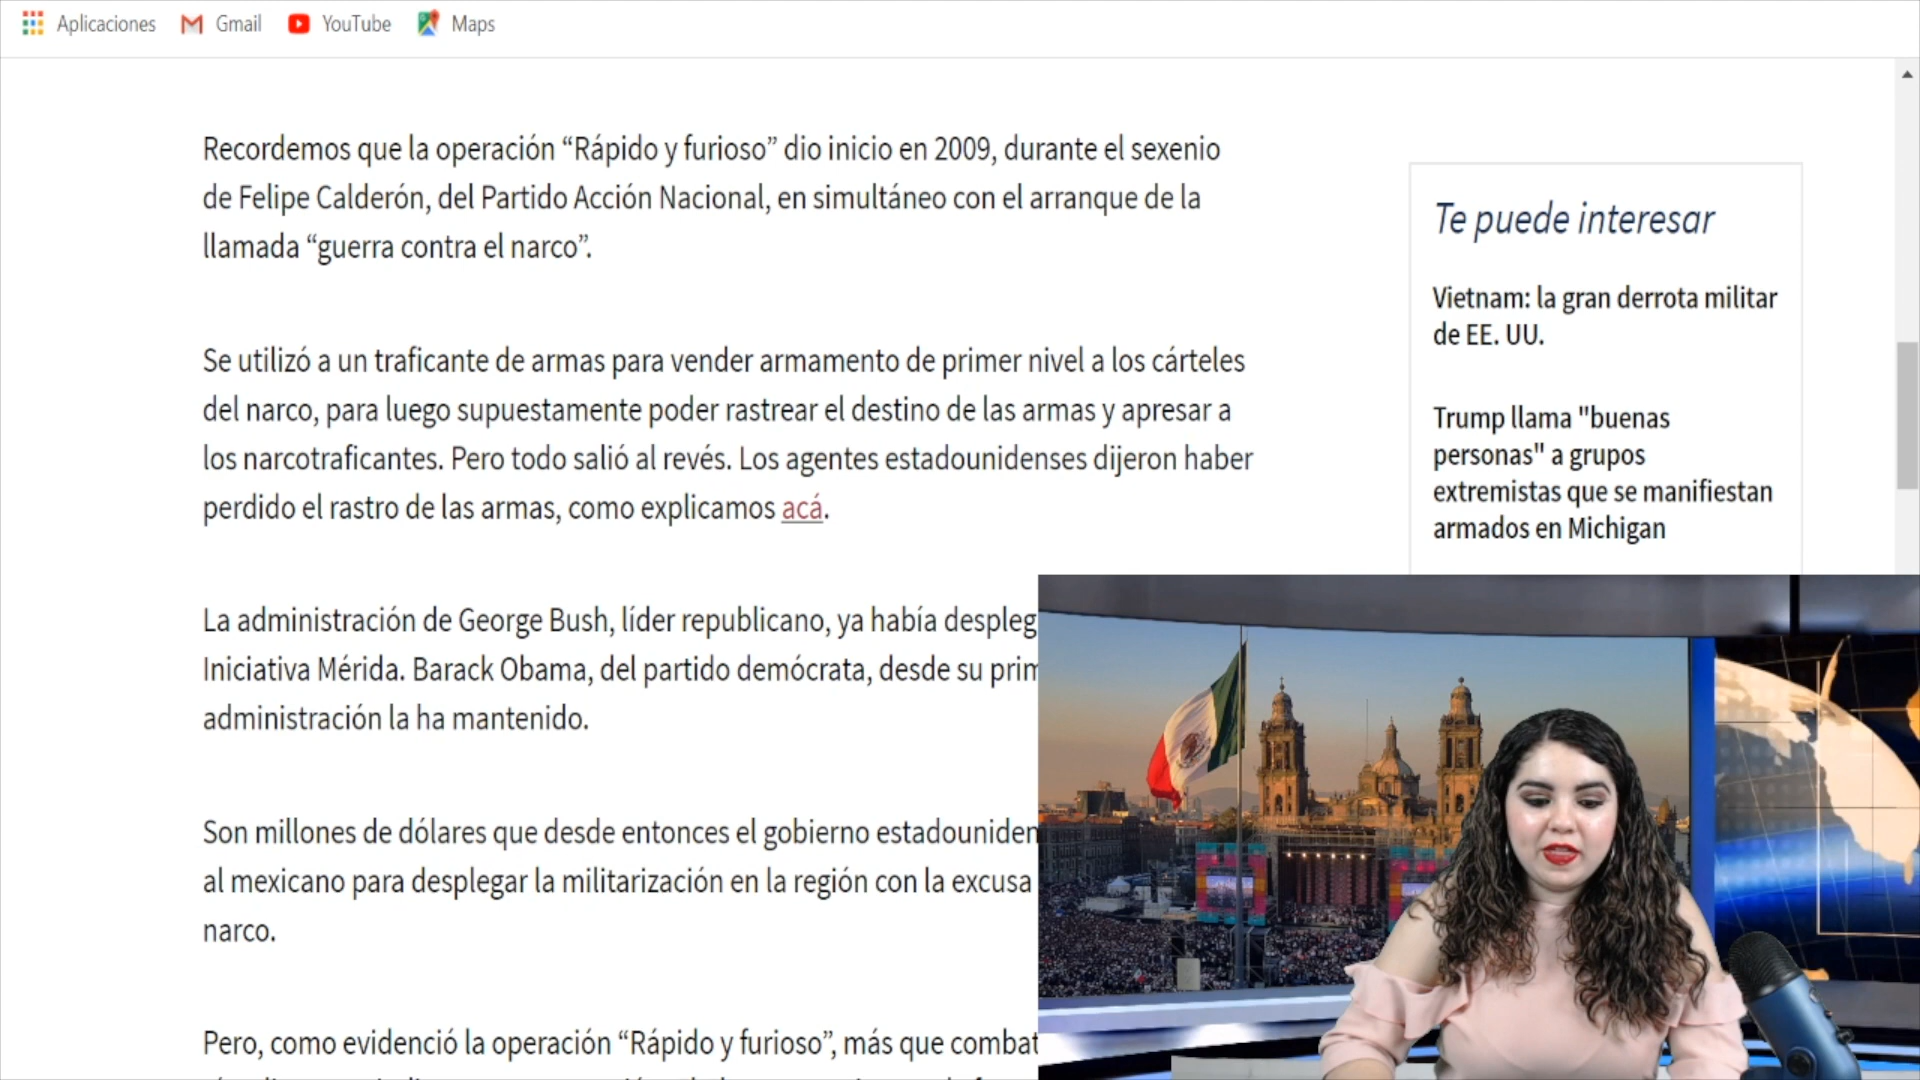 Aplicaciones Gmail YouTube Maps
Recordemos que la operación “Rápido y furioso” dio inicio en 2009, durante el sexenio
de Felipe Calderón, del Partido Acción Nacional, en simultáneo con el arranque de la
llamada “guerra contra el narco”.
Se utilizó a un traficante de armas para vender armamento de primer nivel a los cárteles
del narco, para luego supuestamente poder rastrear el destino de las armas y apresar a
los narcotraficantes. Pero todo salió al revés. Los agentes estadounidenses dijeron haber
perdido el rastro de las armas, como explicamos acá.
La administración de George Bush, líder republicano, ya había despleg
Iniciativa Mérida. Barack Obama, del partido demócrata, desde su prim
administración la ha mantenido.
Son millones de dólares que desde entonces el gobierno estadouniden
al mexicano para desplegar la militarización en la región con la excusa
narco.
Pero, como evidenció la operación “Rápido y furioso”, más que combat
Te puede interesar
Vietnam: la gran derrota militar
de EE. UU.
Trump llama "buenas
personas" a grupos
extremistas que se manifiestan
armados en Michigan